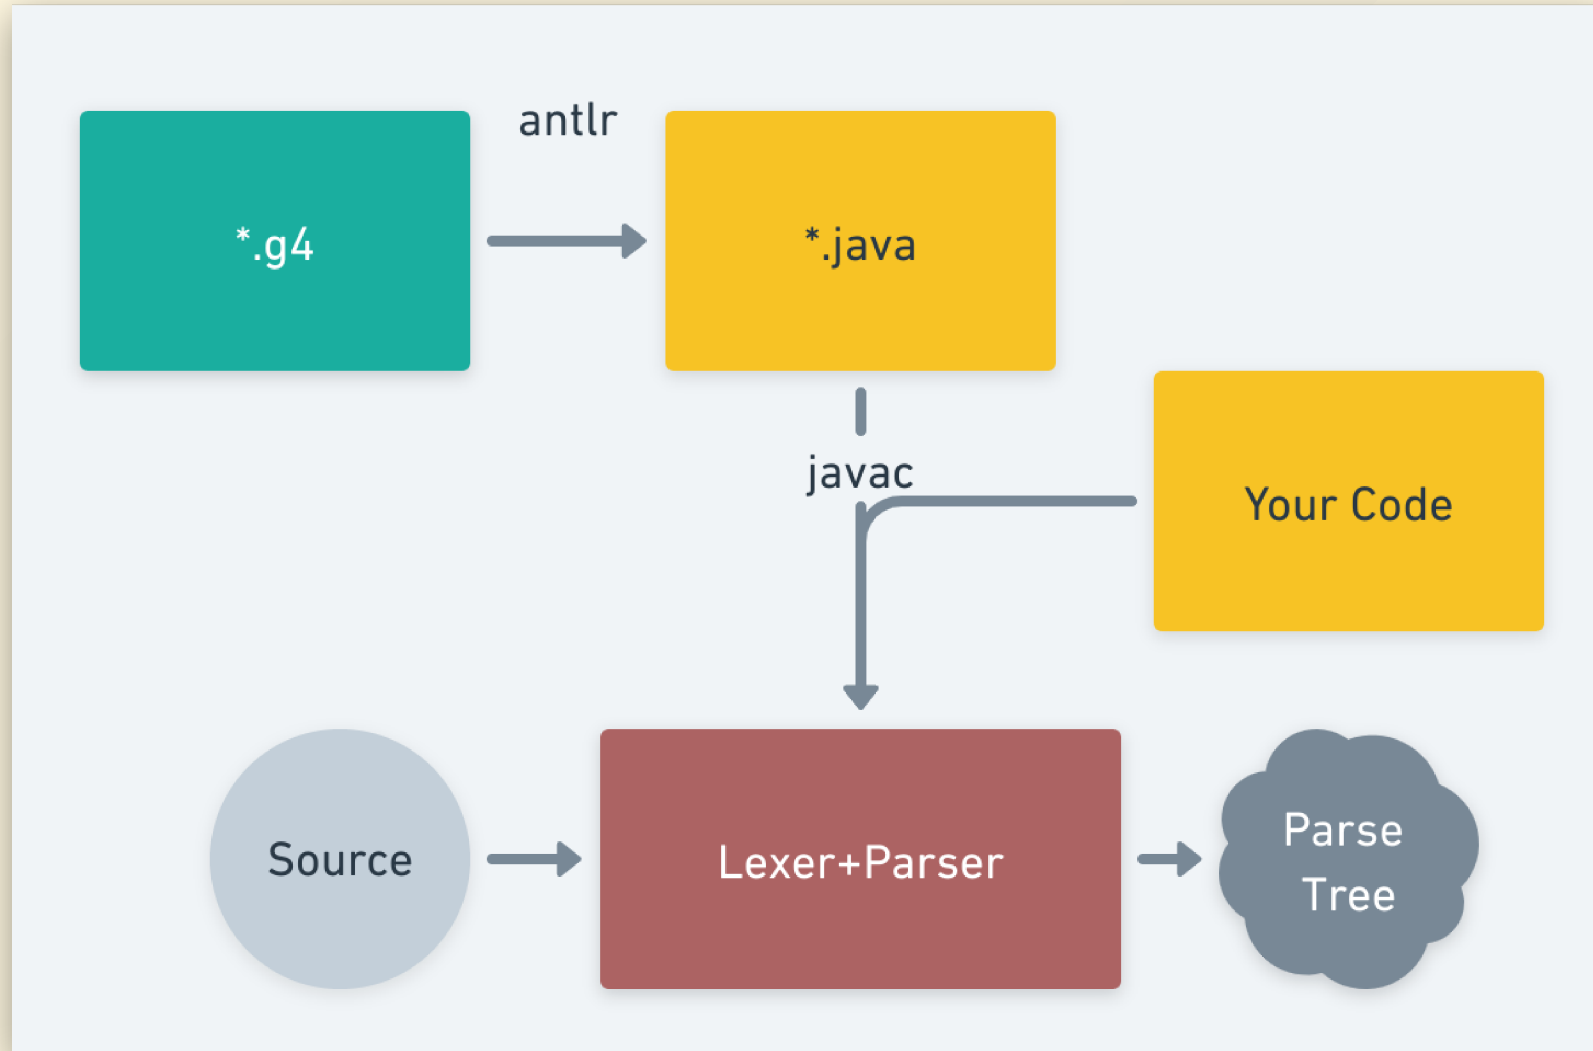 antlr
*.g4
*.java
javac
Your Code
Source
Lexer+Parser
Parse
Tree